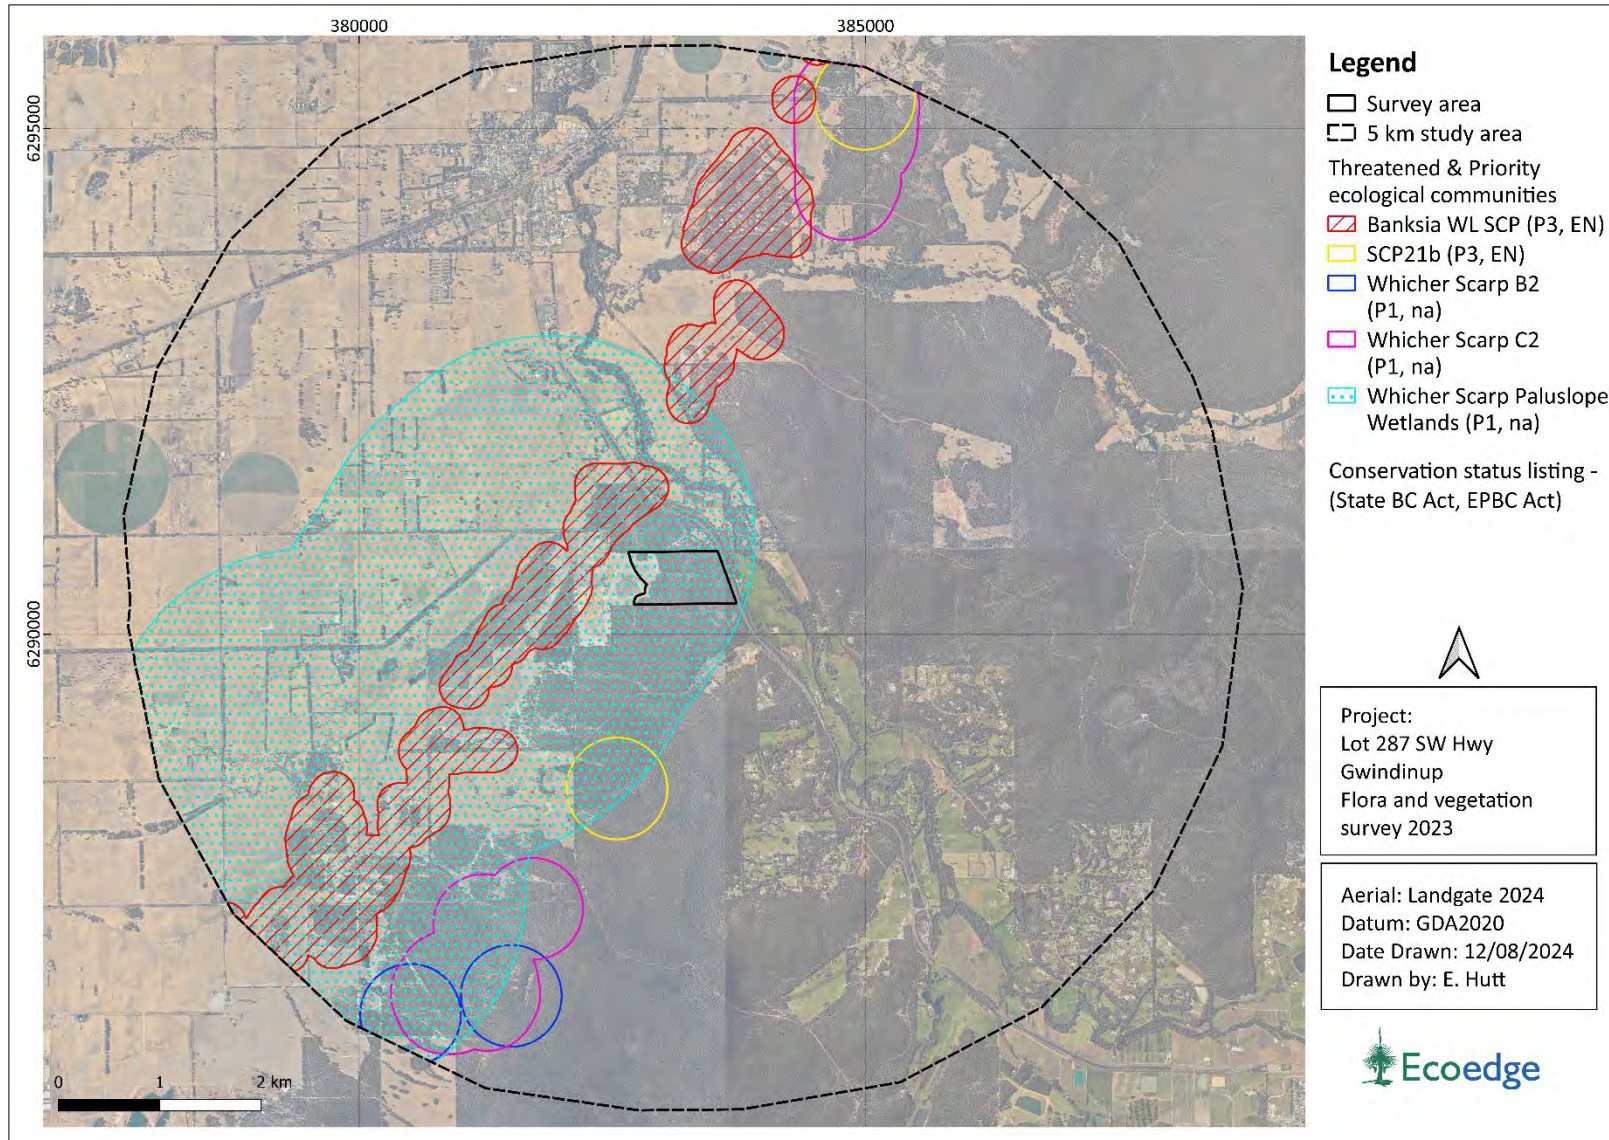 380000
385000
6295000
6290000
Legend
Survey area
5 km study area
Threatened & Priority
ecological communities
Banksia WL SCP (P3, EN)
SCP21b (P3, EN)
Whicher Scarp B2
(P1, na)
Whicher Scarp C2
(P1, na)
Whicher Scarp Paluslope
Wetlands (P1, na)
Conservation status listing -
(State BC Act, EPBC Act)
Project:
Lot 287 SW Hwy
Gwindinup
Flora and vegetation
survey 2023
Aerial: Landgate 2024
Datum: GDA2020
Date Drawn: 12/08/2024
Drawn by: E. Hutt
Ecoedge
0 1 2 km